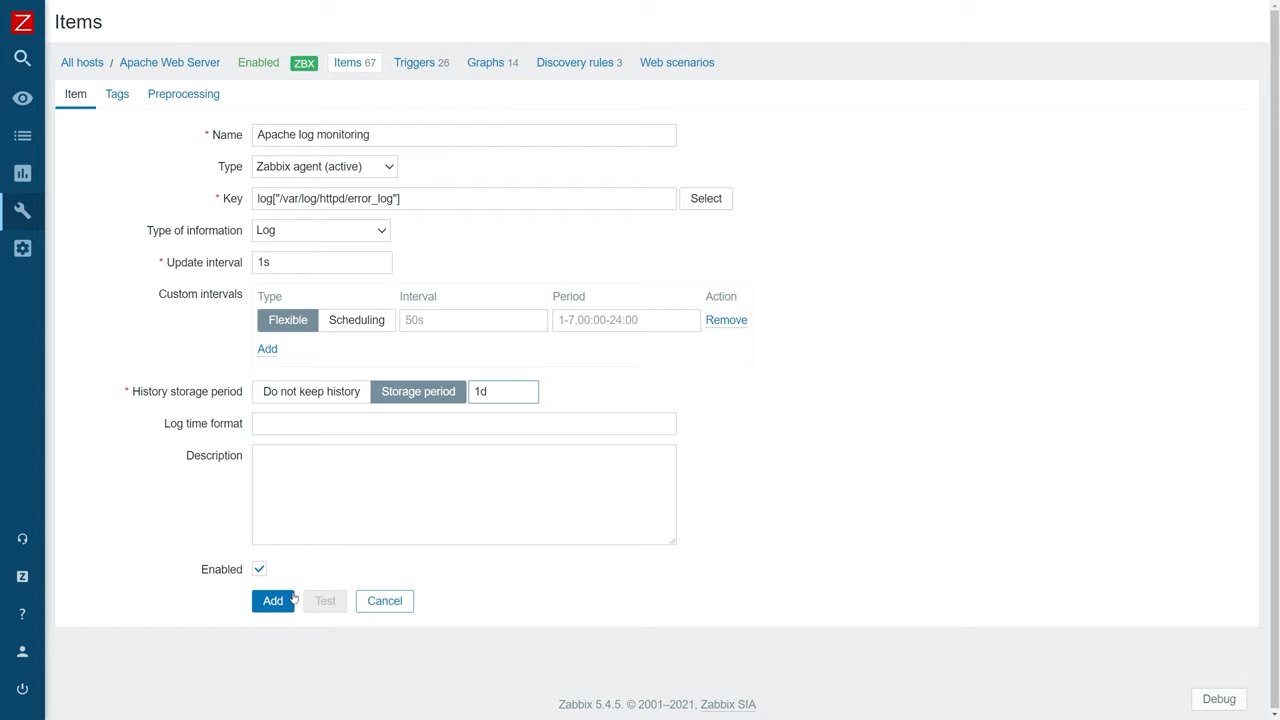 Z
Items
All hosts / Apache Web Server Enabled ZBX Items 67 Triggers 26 Graphs 14 Discovery rules 3 Web scenarios
Item Tags Preprocessing
* Name Apache log monitoring
Type Zabbix agent (active)
* Key log["/var/log/httpd/error_log"] Select
Type of information Log
* Update interval 1s
Custom intervals Type Interval Period Action
Flexible Scheduling 50s 1-7,00:00-24:00 Remove
Add
* History storage period Do not keep history Storage period 1d
Log time format
Description
Z
Enabled
Add Test Cancel
?
Zabbix 5.4.5. © 2001–2021, Zabbix SIA
Debug